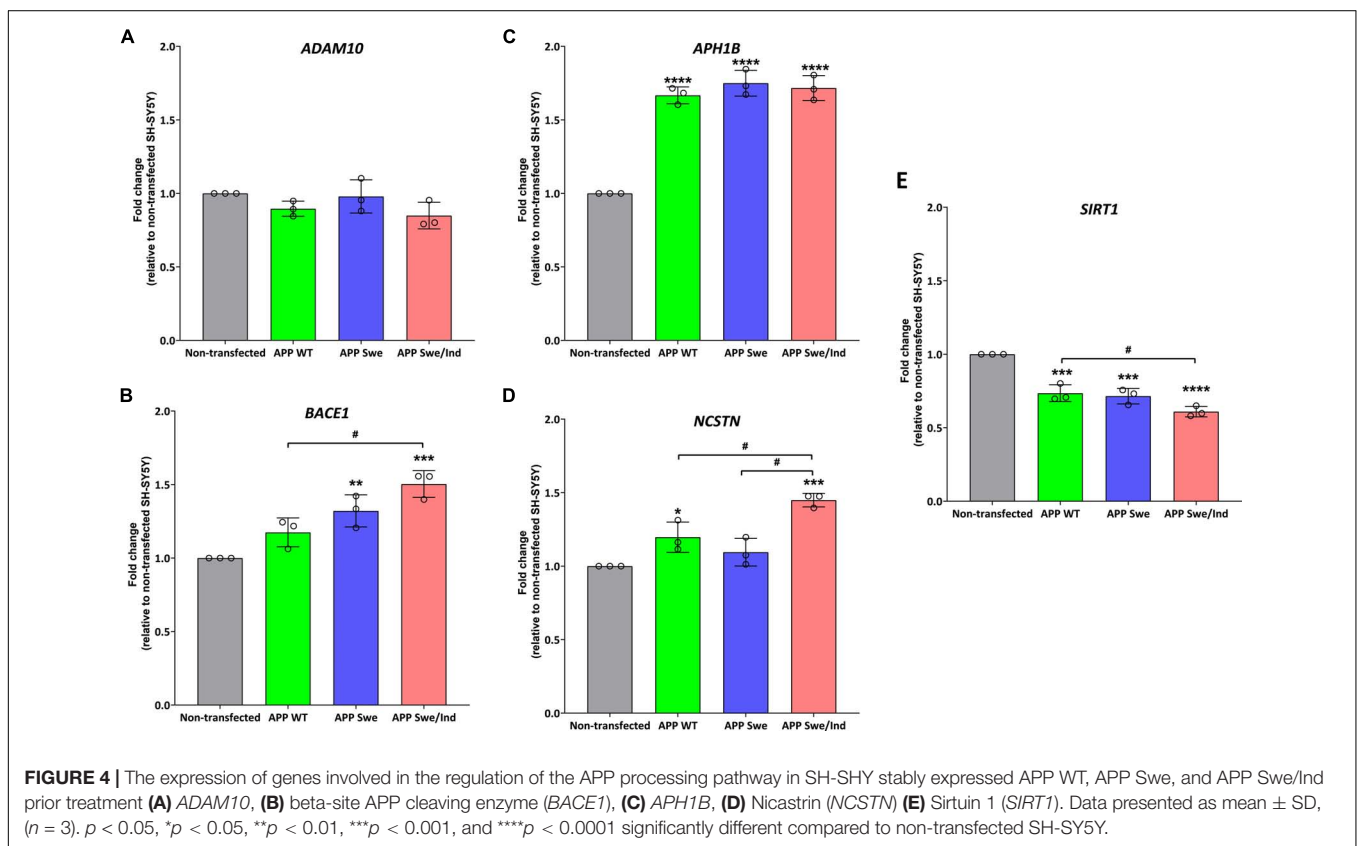 A
ADAM10
Fold change
(relative to non-transfected SH-SY5Y)
2.0
1.5
1.0
0.5
0.0
Non-transfected APP WT APP Swe APP Swe/Ind
B
BACE1
Fold change
(relative to non-transfected SH-SY5Y)
2.0
1.5
1.0
0.5
0.0
#
** ***
Non-transfected APP WT APP Swe APP Swe/Ind
C
APH1B
Fold change
(relative to non-transfected SH-SY5Y)
2.0
1.5
1.0
0.5
0.0
**** **** ****
Non-transfected APP WT APP Swe APP Swe/Ind
D
NCSTN
Fold change
(relative to non-transfected SH-SY5Y)
2.0
1.5
1.0
0.5
0.0
#
#
* ***
Non-transfected APP WT APP Swe APP Swe/Ind
E
SIRT1
Fold change
(relative to non-transfected SH-SY5Y)
2.0
1.5
1.0
0.5
0.0
#
*** *** ****
Non-transfected APP WT APP Swe APP Swe/Ind
FIGURE 4 | The expression of genes involved in the regulation of the APP processing pathway in SH-SHY stably expressed APP WT, APP Swe, and APP Swe/Ind
prior treatment (A) ADAM10, (B) beta-site APP cleaving enzyme (BACE1), (C) APH1B, (D) Nicastrin (NCSTN) (E) Sirtuin 1 (SIRT1). Data presented as mean ± SD,
(n = 3). p < 0.05, *p < 0.05, **p < 0.01, ***p < 0.001, and ****p < 0.0001 significantly different compared to non-transfected SH-SY5Y.